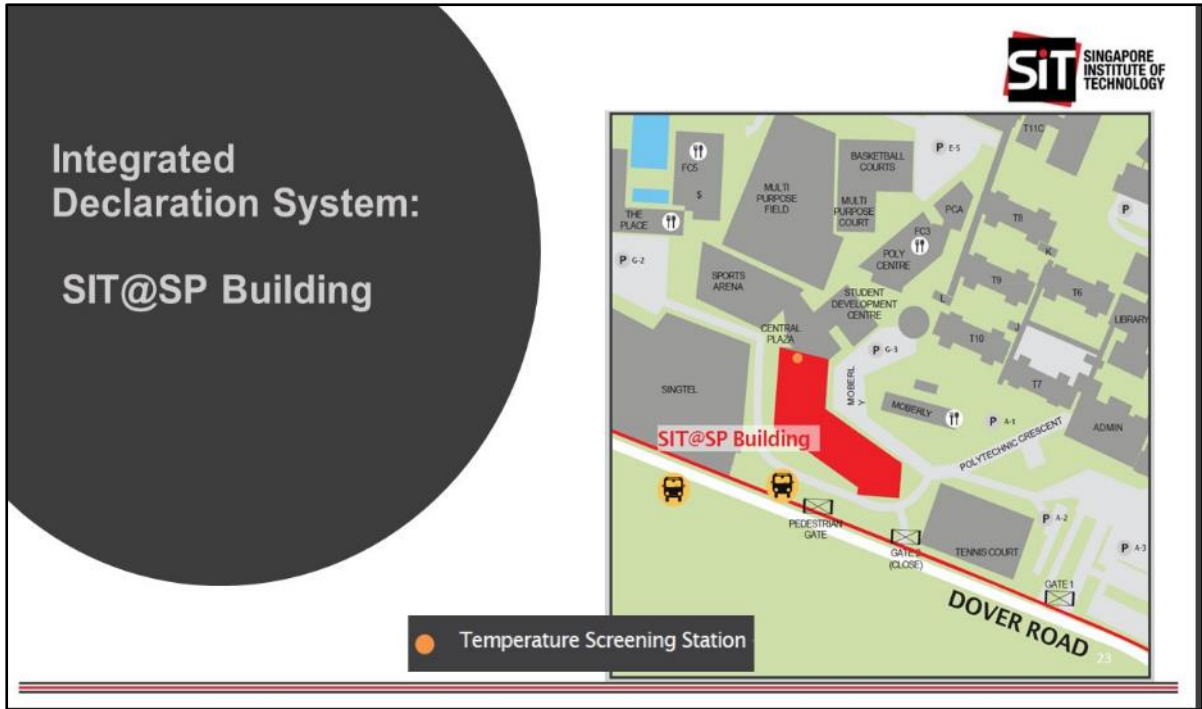 Integrated
Declaration System:
SIT@SP Building
SiT
SINGAPORE
INSTITUTE OF
TECHNOLOGY
T11C
P E-5
BASKETBALL
COURTS
FC5
S
MULTI
PURPOSE
FIELD
MULTI
PURPOSE
COURT
PCA
T8
P
THE
PLACE
FC3
POLY
CENTRE
K
P G-2
SPORTS
ARENA
STUDENT
DEVELOPMENT
CENTRE
L
T9
T6
LIBRARY
CENTRAL
PLAZA
J
T10
P G-3
SINGTEL
MOBERL
Y
T7
MOBERLY
P A-1
ADMIN
POLYTECHNIC CRESCENT
SIT@SP Building
PEDESTRIAN
GATE
GATE 2
(CLOSE)
TENNIS COURT
P A-2
P A-3
GATE 1
DOVER ROAD
Temperature Screening Station
23